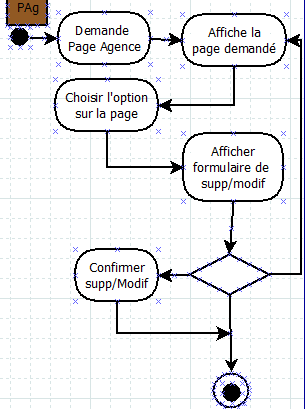 PAg
Demande
Page Agence
Affiche la
page demandé
Choisir l'option
sur la page
Afficher
formulaire de
supp/modif
Confirmer
supp/Modif